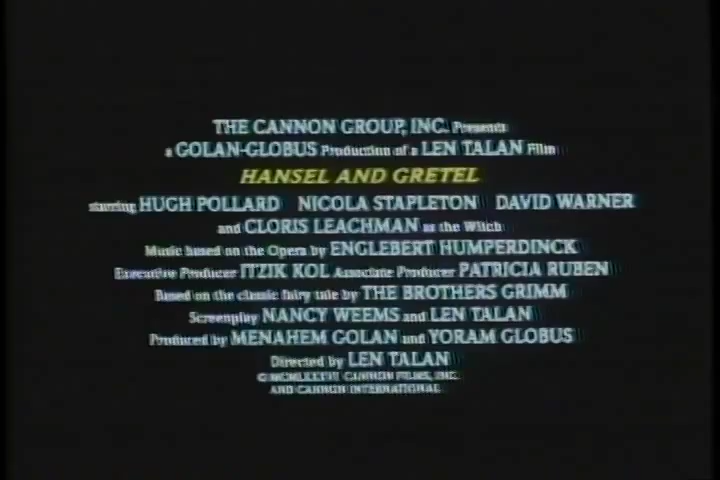 THE CANNON GROUP, INC. Presents
a GOLAN-GLOBUS Production of a LEN TALAN Film
HANSEL AND GRETEL
starring HUGH POLLARD NICOLA STAPLETON DAVID WARNER
and CLORIS LEACHMAN as the Witch
Music based on the Opera by ENGLEBERT HUMPERDINCK
Executive Producer ITZIK KOL Associate Producer PATRICIA RUBEN
Based on the classic fairy tale by THE BROTHERS GRIMM
Screenplay NANCY WEEMS and LEN TALAN
Produced by MENAHEM GOLAN and YORAM GLOBUS
Directed by LEN TALAN
© CANNON FILMS, INC.
AND CANNON INTERNATIONAL